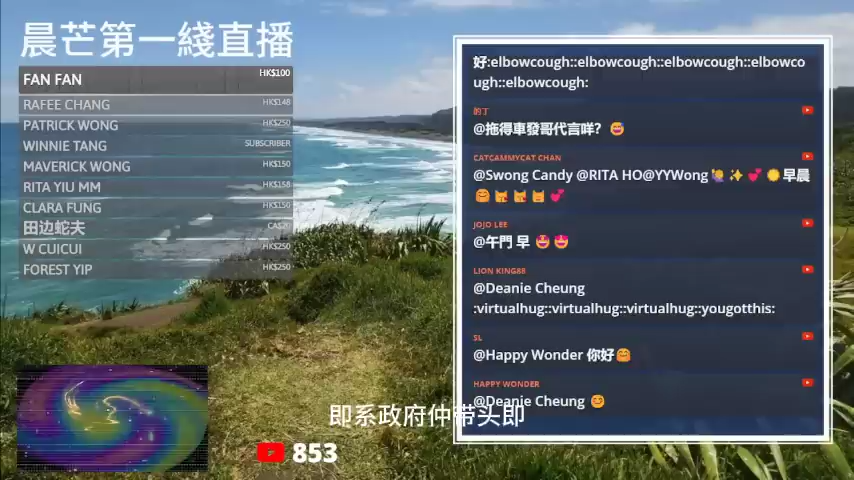 晨芒第一綫直播
FAN FAN HK$100
RAFEE CHANG HK$148
PATRICK WONG HK$250
WINNIE TANG SUBSCRIBER
MAVERICK WONG HK$150
RITA YIU MM HK$158
CLARA FUNG HK$150
田边蛇夫
W CUICUI HK$250
FOREST YIP HK$250
好:elbowcough::elbowcough::elbowcough::elbowco
ugh::elbowcough:
的丁
@拖得車發哥代言咩? 😅
CATCAMMYCAT CHAN
@Swong Candy @RITA HO@YYWong🙋✨💞🌞早晨
🤗😽😽😽💕
JOJO LEE
@午門 早 🤩🤩
LION KING88
@Deanie Cheung
:virtualhug::virtualhug::virtualhug::yougotthis:
SL
@Happy Wonder 你好🤗
HAPPY WONDER
@Deanie Cheung 😊
即系政府仲带头即
853